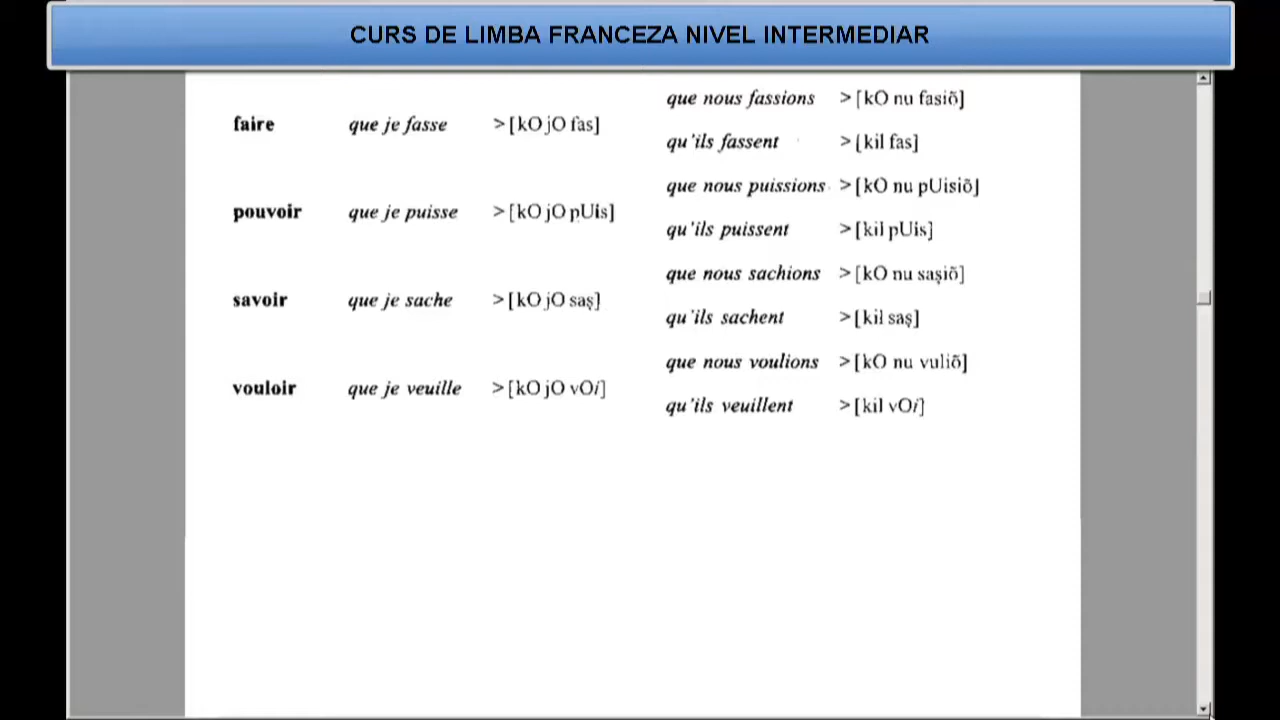 CURS DE LIMBA FRANCEZA NIVEL INTERMEDIAR
que nous fassions >[kO nu fasiõ]
faire que je fasse >[kO jO fas]
qu'ils fassent >[kil fas]
que nous puissions >[kO nu pUisiõ]
pouvoir que je puisse >[kO jO pUis]
qu'ils puissent >[kil pUis]
que nous sachions >[kO nu sașiõ]
savoir que je sache >[kO jO saș]
qu'ils sachent >[kil saș]
que nous voulions >[kO nu vuliõ]
vouloir que je veuille >[kO jO vOi]
qu'ils veuillent >[kil vOi]